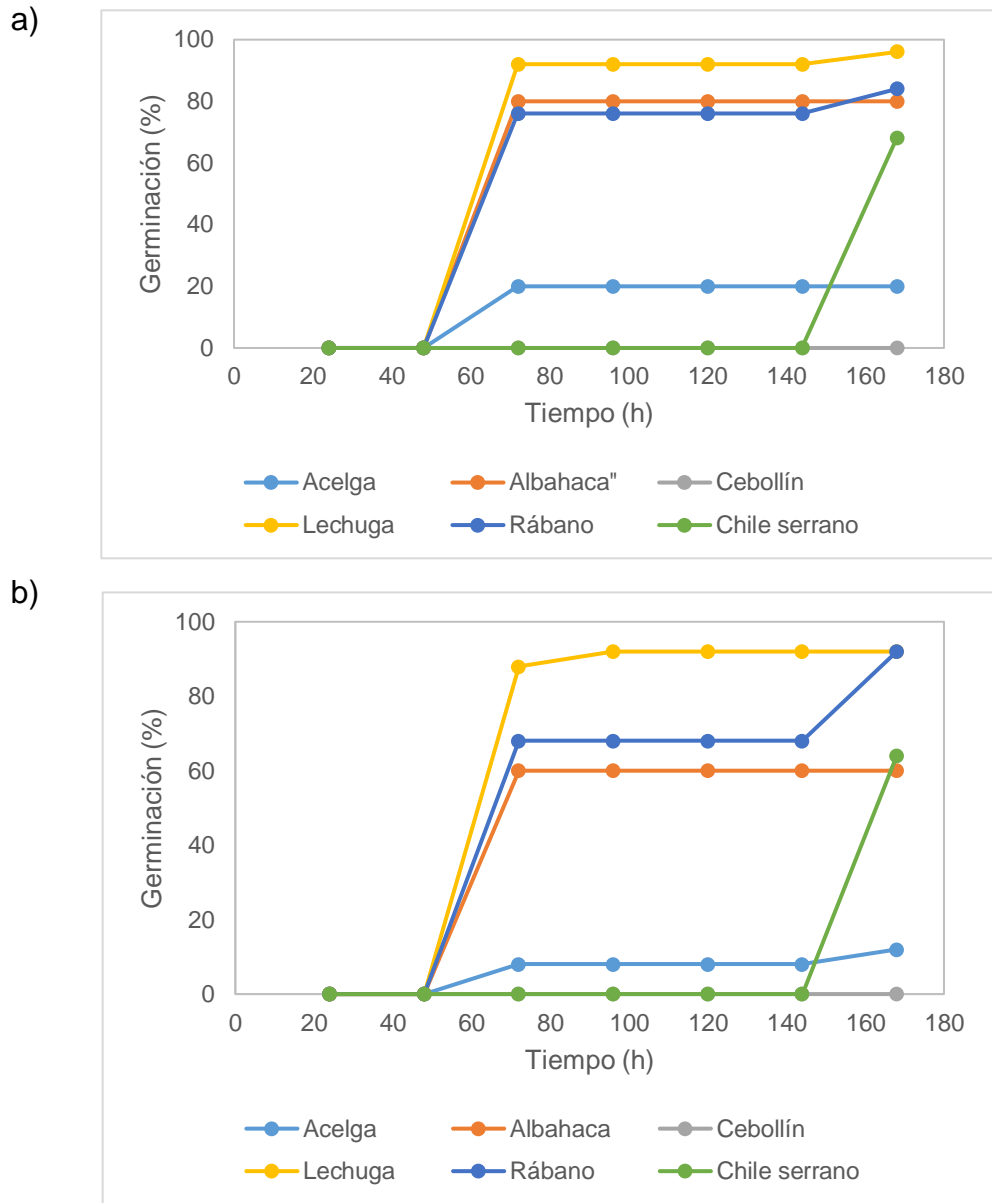 a)
100
80
60
40
20
0
Germinación (%)
0 20 40 60 80 100 120 140 160 180
Tiempo (h)
Acelga Albahaca" Cebollín
Lechuga Rábano Chile serrano
b)
100
80
60
40
20
0
Germinación (%)
0 20 40 60 80 100 120 140 160 180
Tiempo (h)
Acelga Albahaca Cebollín
Lechuga Rábano Chile serrano